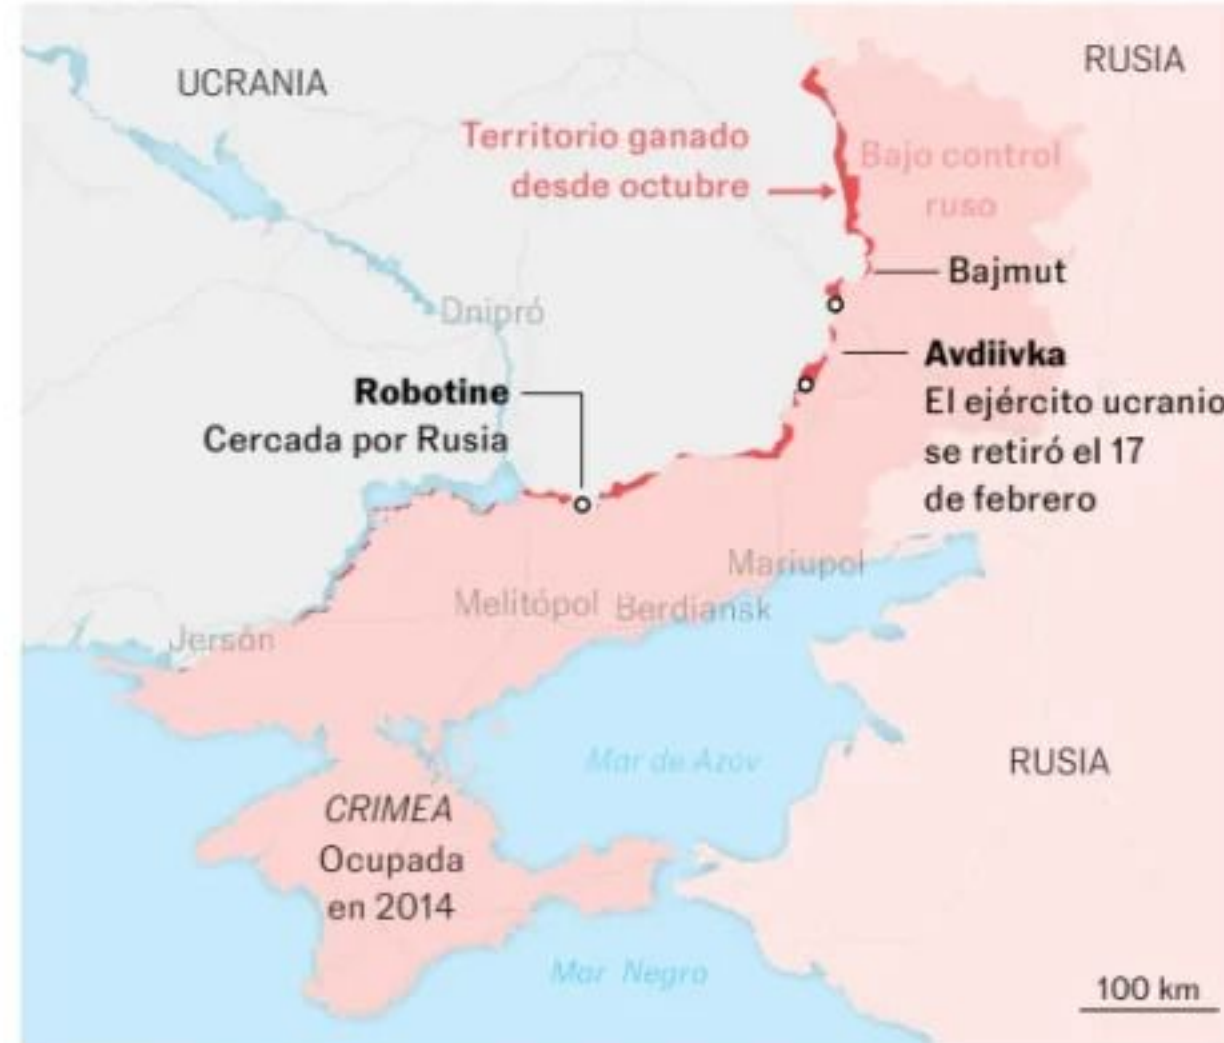 UCRANIA
RUSIA
Territorio ganado
desde octubre
Bajo control
ruso
Bajmut
Dnipró
Avdiivka
El ejército ucranio
se retiró el 17
de febrero
Robotine
Cercada por Rusia
Mariupol
Melitópol
Berdiansk
Jersón
Mar de Azov
RUSIA
CRIMEA
Ocupada
en 2014
Mar Negro
100 km